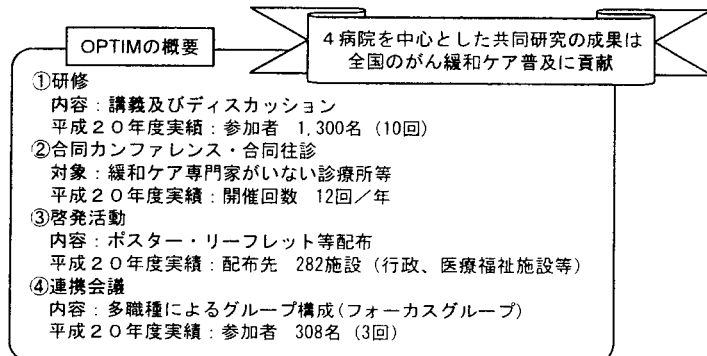 OPTIMの概要
4病院を中心とした共同研究の成果は
全国のがん緩和ケア普及に貢献
①研修
内容：講義及びディスカッション
平成20年度実績：参加者 1,300名（10回）
②合同カンファレンス・合同往診
対象：緩和ケア専門家がいない診療所等
平成20年度実績：開催回数 12回／年
③啓発活動
内容：ポスター・リーフレット等配布
平成20年度実績：配布先 282施設（行政、医療福祉施設等）
④連携会議
内容：多職種によるグループ構成(フォーカスグループ)
平成20年度実績：参加者 308名（3回）